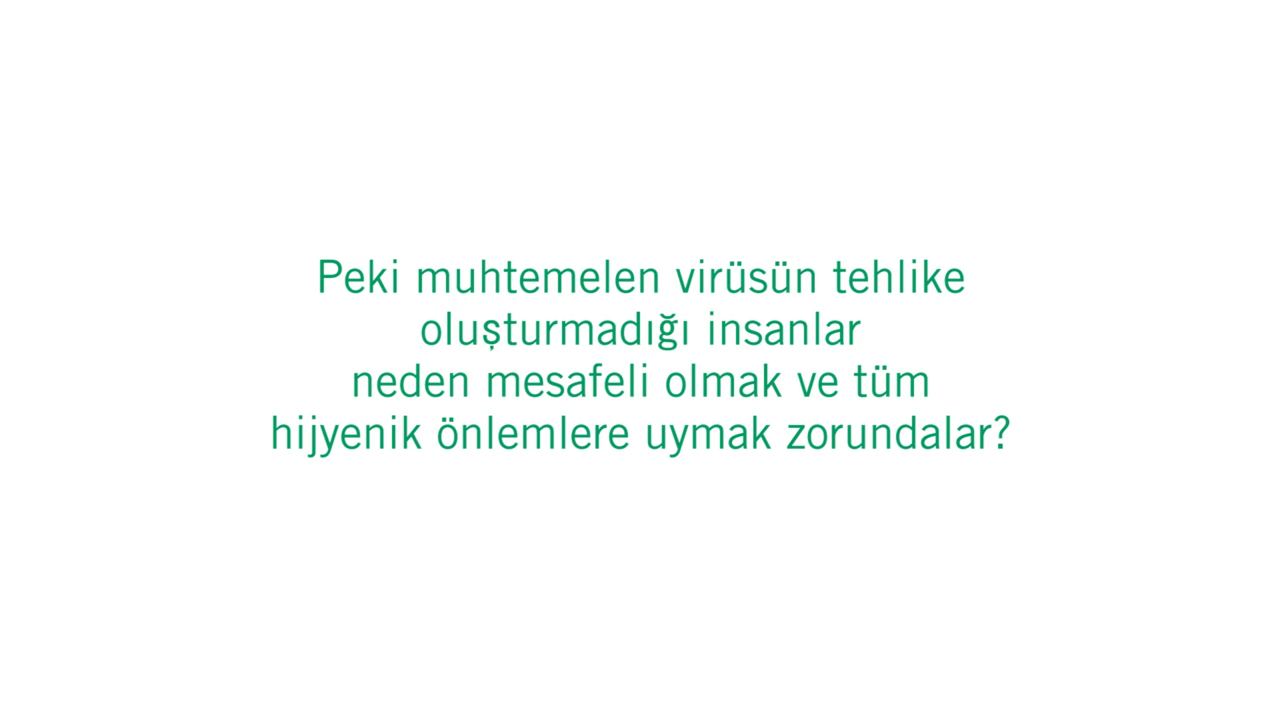 Peki muhtemelen virüsün tehlike
oluşturmadığı insanlar
neden mesafeli olmak ve tüm
hijyenik önlemlere uymak zorundalar?